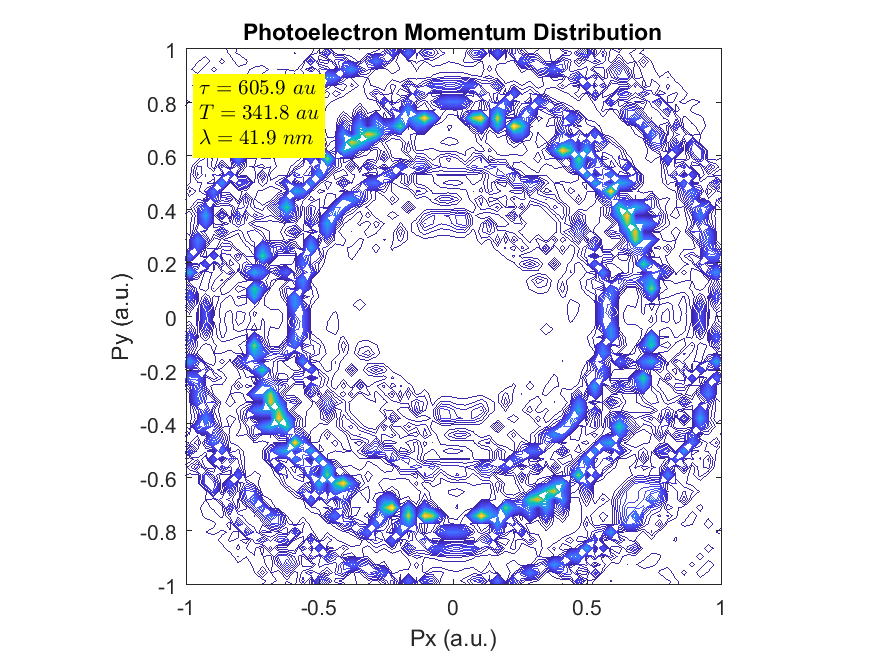 Photoelectron Momentum Distribution
τ = 605.9 au
T = 341.8 au
λ = 41.9 nm
1
0.8
0.6
0.4
0.2
0
-0.2
-0.4
-0.6
-0.8
-1
Py (a.u.)
-1 -0.5 0 0.5 1
Px (a.u.)